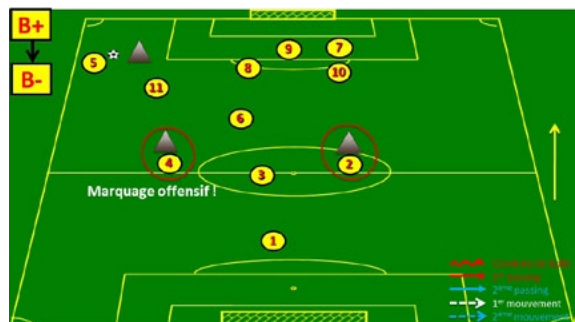 B+
B-
5
9
7
8
10
11
6
4
2
3
Marquage offensif !
1
passing
2ème passing
1er mouvement
2ème mouvement